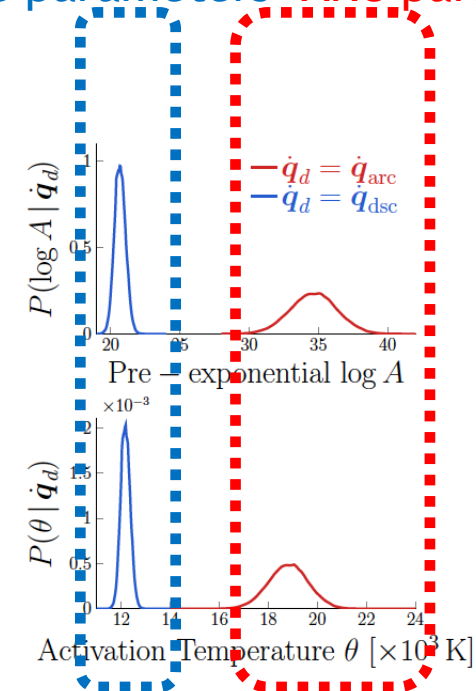 parameters ARC par
P(log A | q̇_d)
1
0.5
0
q̇_d = q̇_arc
q̇_d = q̇_dsc
20 25 30 35 40
Pre – exponential log A
×10⁻³
P(θ | q̇_d)
2
1.5
1
0.5
0
12 14 16 18 20 22 24
Activation Temperature θ [×10³ K]